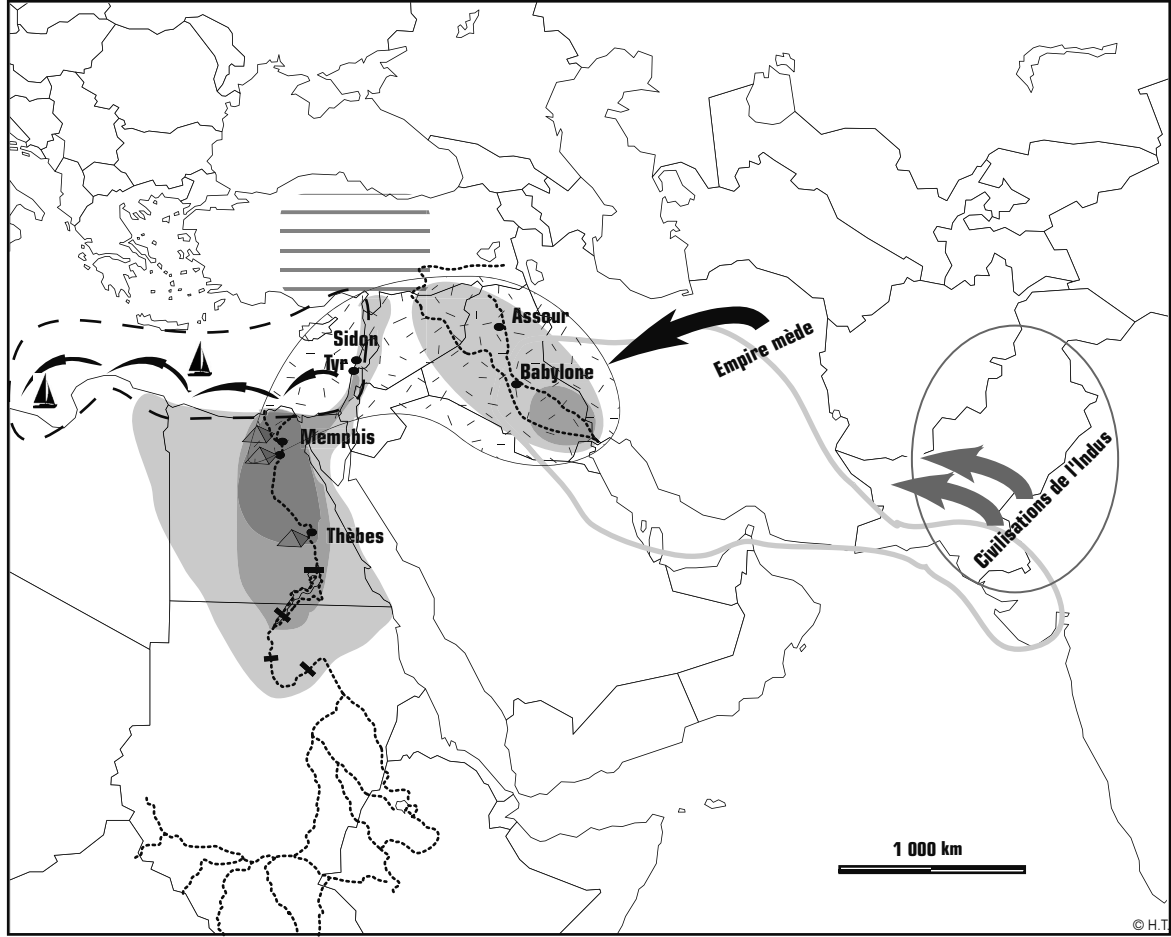 Assour
Sidon
Tyr
Empire mède
Babylone
Memphis
Civilisations de l'Indus
Thèbes
1 000 km
© H.T.